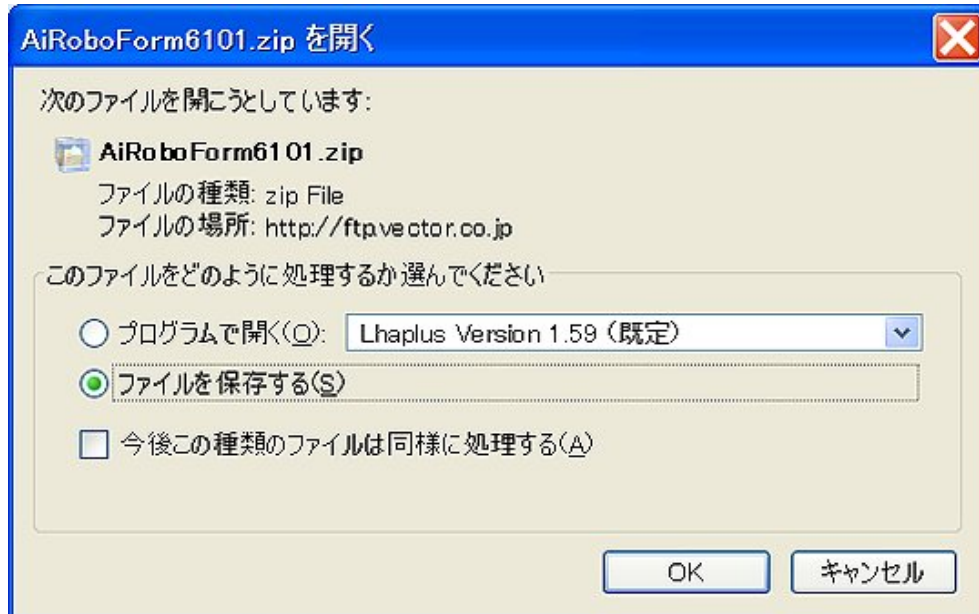 AiRoboForm6101.zip を開く
次のファイルを開こうとしています:
AiRoboForm6101.zip
ファイルの種類: zip File
ファイルの場所: http://ftp.vector.co.jp
このファイルをどのように処理するか選んでください
プログラムで開く(O): Lhaplus Version 1.59 (既定)
ファイルを保存する(S)
今後この種類のファイルは同様に処理する(A)
OK キャンセル